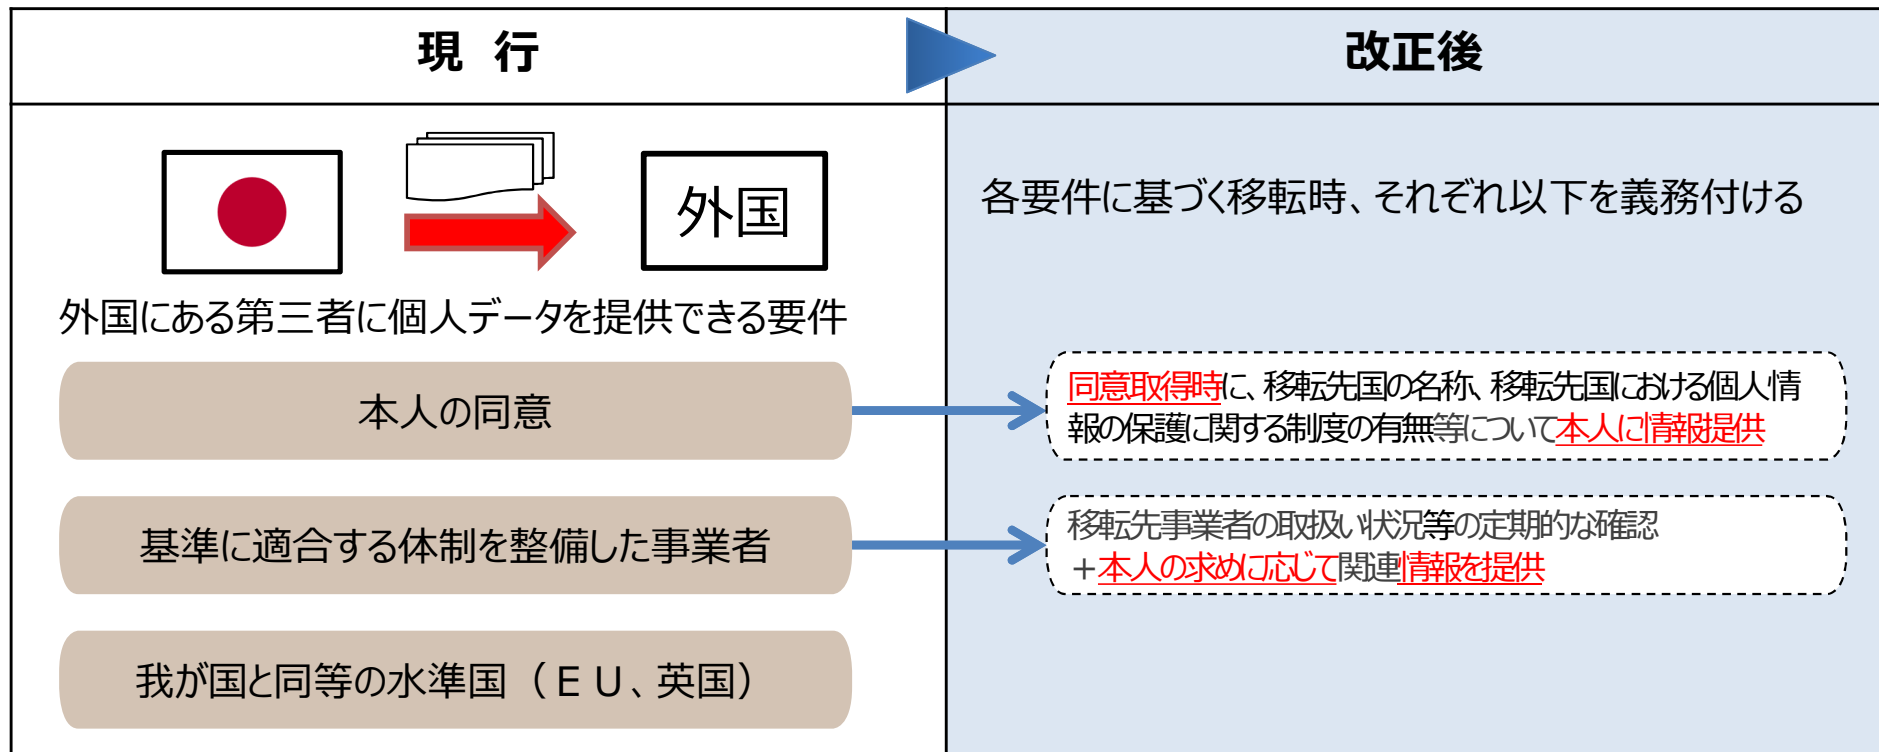 現 行
改正後
外国
外国にある第三者に個人データを提供できる要件
本人の同意
基準に適合する体制を整備した事業者
我が国と同等の水準国（ＥＵ、英国）
各要件に基づく移転時、それぞれ以下を義務付ける
同意取得時に、移転先国の名称、移転先国における個人情
報の保護に関する制度の有無等について本人に情報提供
移転先事業者の取扱い状況等の定期的な確認
＋本人の求めに応じて関連情報を提供